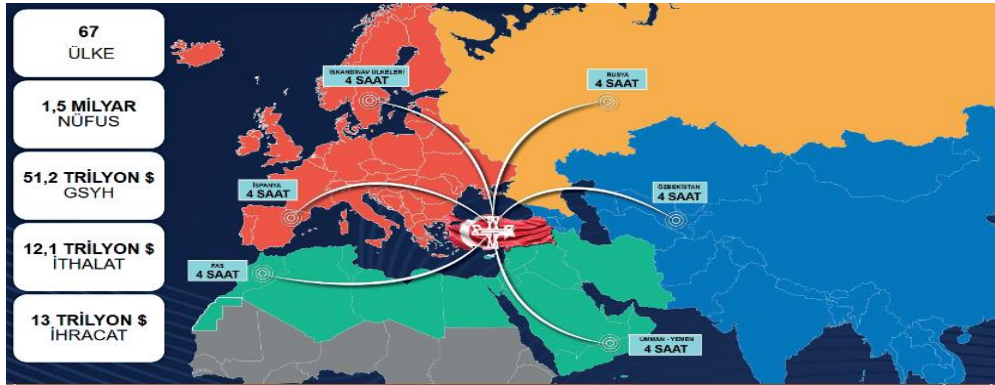 67
ÜLKE
1,5 MİLYAR
NÜFUS
51,2 TRİLYON $
GSYH
12,1 TRİLYON $
İTHALAT
13 TRİLYON $
İHRACAT
İSKANDİNAV ÜLKELERİ
4 SAAT
RUSYA
4 SAAT
İSPANYA
4 SAAT
ÖZBEKİSTAN
4 SAAT
FAS
4 SAAT
UMMAN - YEMEN
4 SAAT